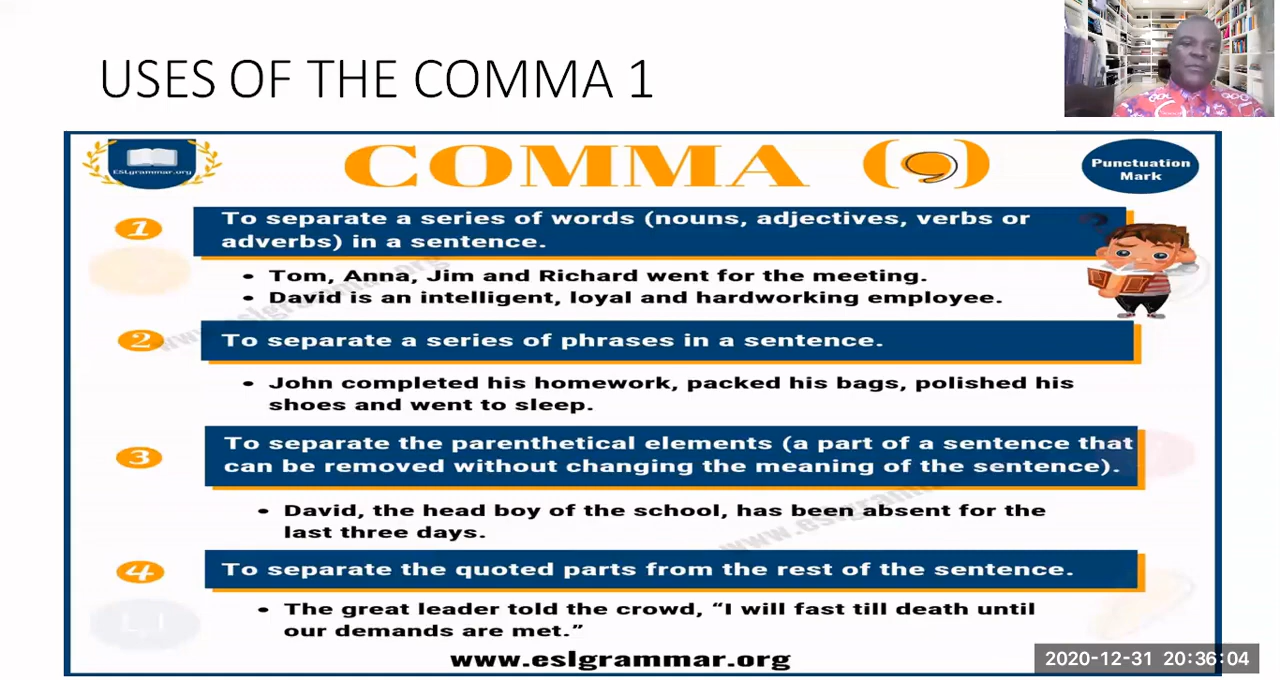 USES OF THE COMMA 1
ESLgrammar.org
COMMA (,)
Punctuation
Mark
1
To separate a series of words (nouns, adjectives, verbs or
adverbs) in a sentence.
• Tom, Anna, Jim and Richard went for the meeting.
• David is an intelligent, loyal and hardworking employee.
www.eslgrammar.org
2
To separate a series of phrases in a sentence.
• John completed his homework, packed his bags, polished his
shoes and went to sleep.
3
To separate the parenthetical elements (a part of a sentence that
can be removed without changing the meaning of the sentence).
• David, the head boy of the school, has been absent for the
last three days.
4
To separate the quoted parts from the rest of the sentence.
• The great leader told the crowd, “I will fast till death until
our demands are met.”
www.eslgrammar.org
2020-12-31 20:36:04